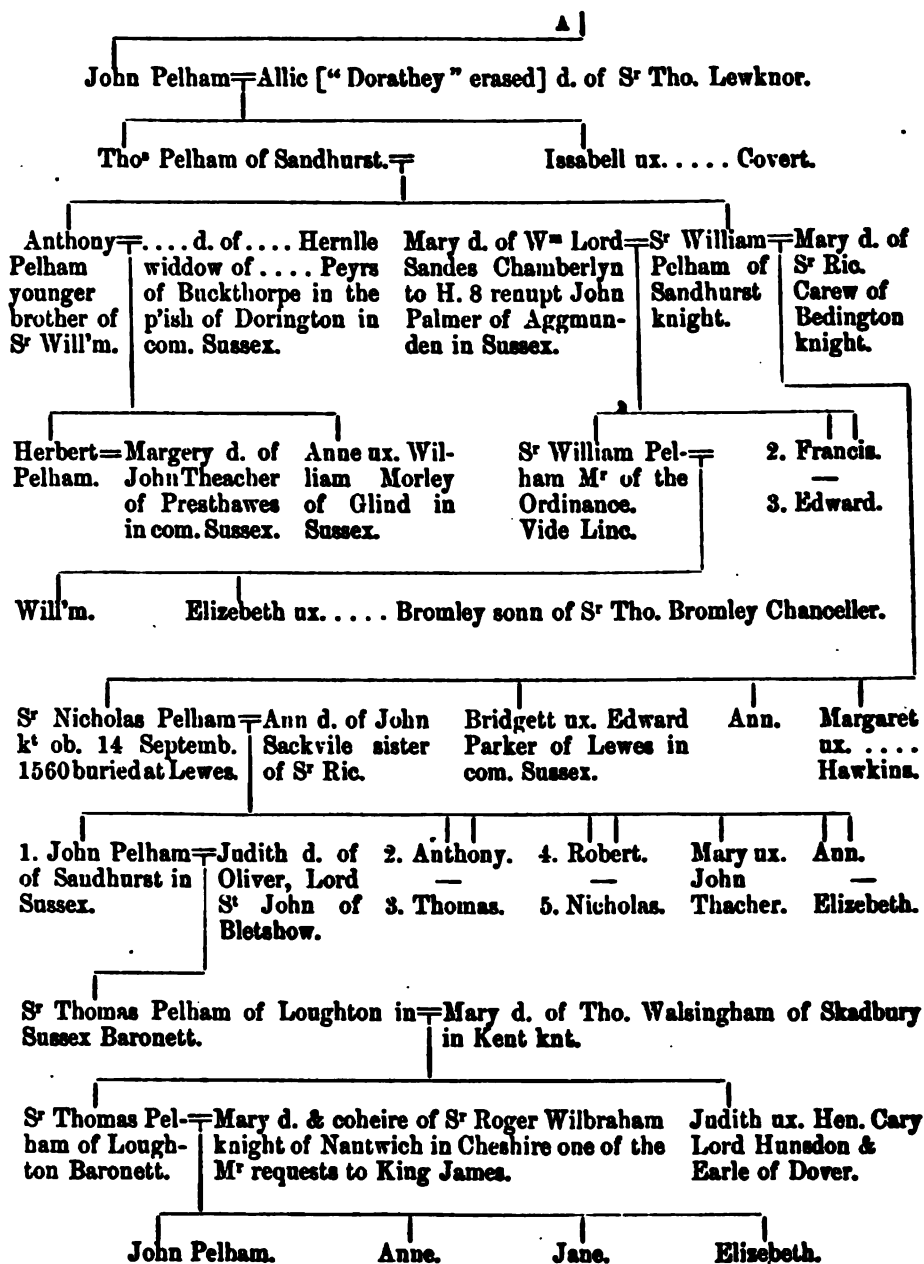 A
John Pelham=Allic ["Dorathey" erased] d. of Sʳ Tho. Lewknor.
Thoˢ Pelham of Sandhurst.=
Issabell ux. .... Covert.
Anthony=
Pelham
younger
brother of
Sʳ Will'm.
.... d. of .... Hernlle
widdow of .... Peyrs
of Buckthorpe in the
p'ish of Dorington in
com. Sussex.
Mary d. of Wᵐ Lord=
Sandes Chamberlyn
to H. 8 renupt John
Palmer of Aggmun-
den in Sussex.
Sʳ William=
Pelham of
Sandhurst
knight.
Mary d. of
Sʳ Ric.
Carew of
Bedington
knight.
Herbert=
Pelham.
Margery d. of
John Theacher
of Presthawes
in com. Sussex.
Anne ux. Wil-
liam Morley
of Glind in
Sussex.
Sʳ William Pel-=
ham Mʳ of the
Ordinance.
Vide Linc.
2. Francis.
—
3. Edward.
Will'm.
Elizebeth ux. .... Bromley sonn of Sʳ Tho. Bromley Chanceller.
Sʳ Nicholas Pelham=
kᵗ ob. 14 Septemb.
1560 buried at Lewes.
Ann d. of John
Sackvile sister
of Sʳ Ric.
Bridgett ux. Edward
Parker of Lewes in
com. Sussex.
Ann.
Margaret
ux. ....
Hawkins.
1. John Pelham=
of Saudhurst in
Sussex.
Judith d. of
Oliver, Lord
Sᵗ John of
Bletshow.
2. Anthony.
—
3. Thomas.
4. Robert.
—
5. Nicholas.
Mary ux.
John
Thacher.
Ann.
—
Elizebeth.
Sʳ Thomas Pelham of Loughton in=
Sussex Baronett.
Mary d. of Tho. Walsingham of Skadbury
in Kent knt.
Sʳ Thomas Pel-=
ham of Lough-
ton Baronett.
Mary d. & coheire of Sʳ Roger Wilbraham
knight of Nantwich in Cheshire one of the
Mʳ requests to King James.
Judith ux. Hen. Cary
Lord Hunsdon &
Earle of Dover.
John Pelham.
Anne.
Jane.
Elizebeth.